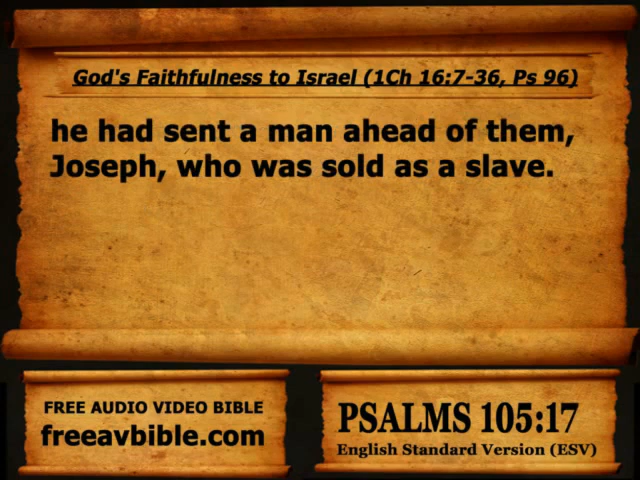 God's Faithfulness to Israel (1Ch 16:7-36, Ps 96)
he had sent a man ahead of them,
Joseph, who was sold as a slave.
FREE AUDIO VIDEO BIBLE
freeavbible.com
PSALMS 105:17
English Standard Version (ESV)